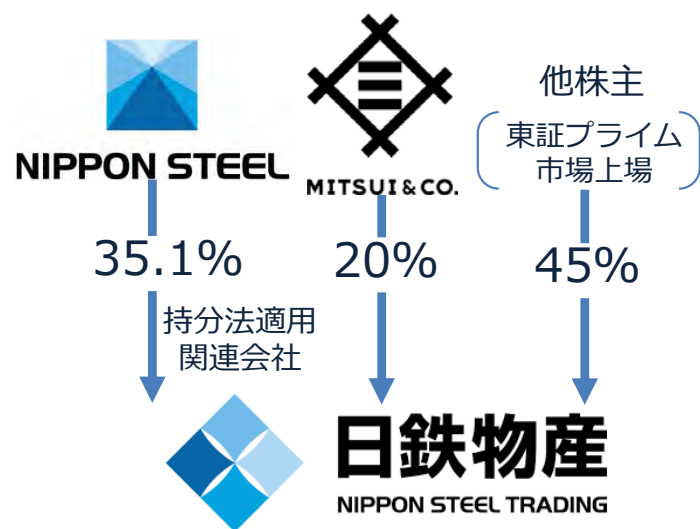 NIPPON STEEL
MITSUI & CO.
他株主
東証プライム
市場上場
35.1%
20%
45%
持分法適用
関連会社
日鉄物産
NIPPON STEEL TRADING